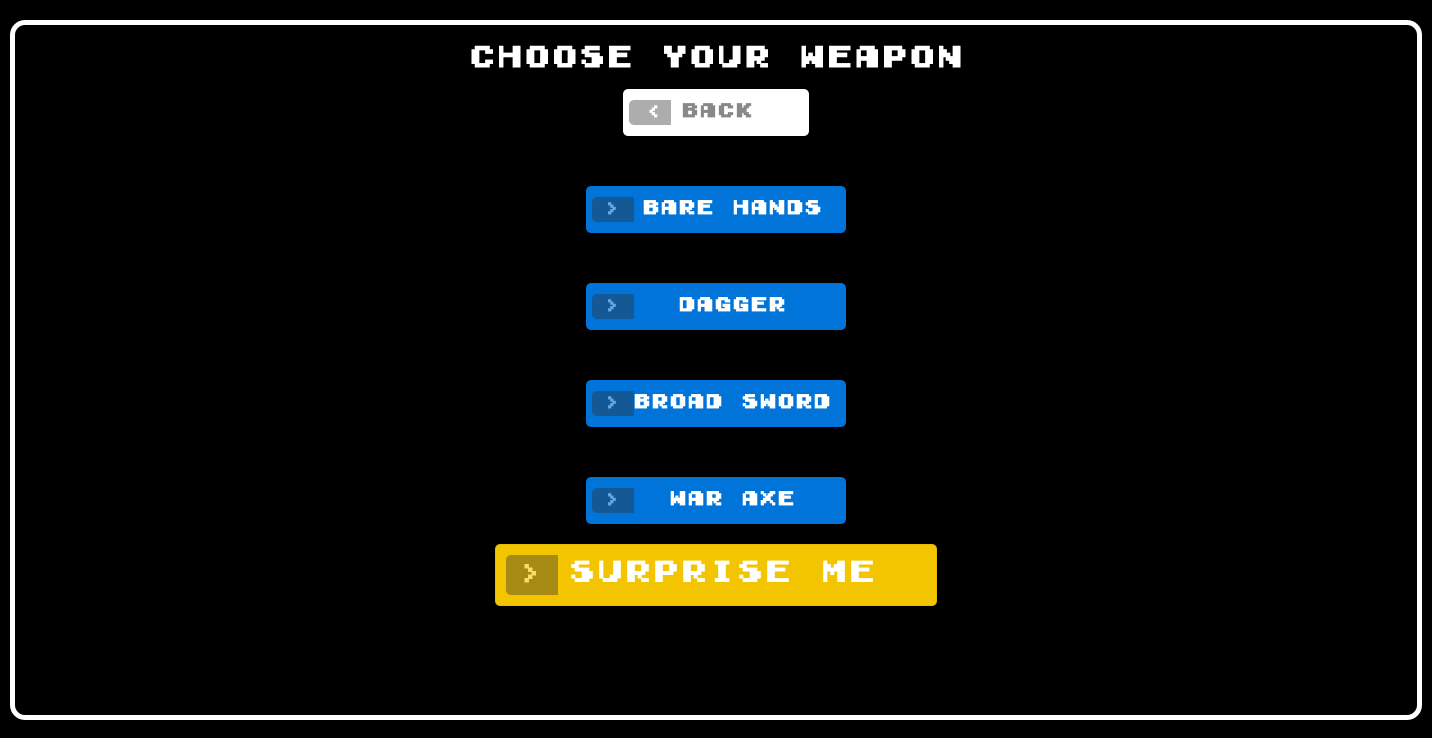 CHOOSE YOUR WEAPON
< BACK
> BARE HANDS
> DAGGER
> BROAD SWORD
> WAR AXE
> SURPRISE ME